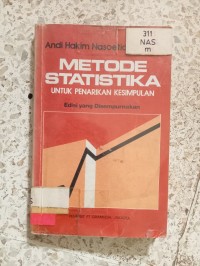 Andi Hakim Nasoetion
311
NAS
m
METODE
STATISTIKA
UNTUK PENARIKAN KESIMPULAN
Edisi yang Disempurnakan